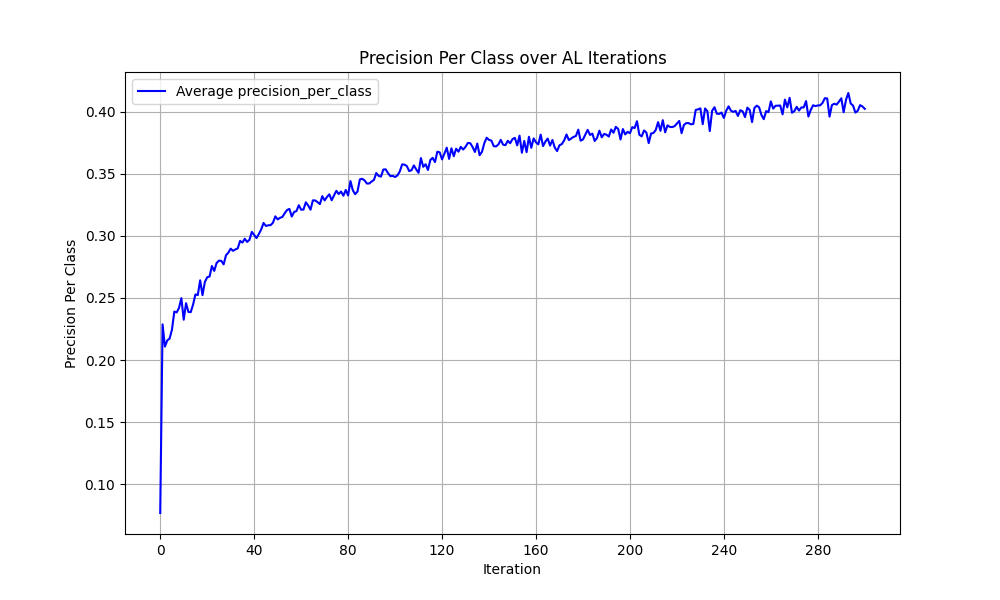 Precision Per Class over AL Iterations
Average precision_per_class
Precision Per Class
0.40
0.35
0.30
0.25
0.20
0.15
0.10
0 40 80 120 160 200 240 280
Iteration